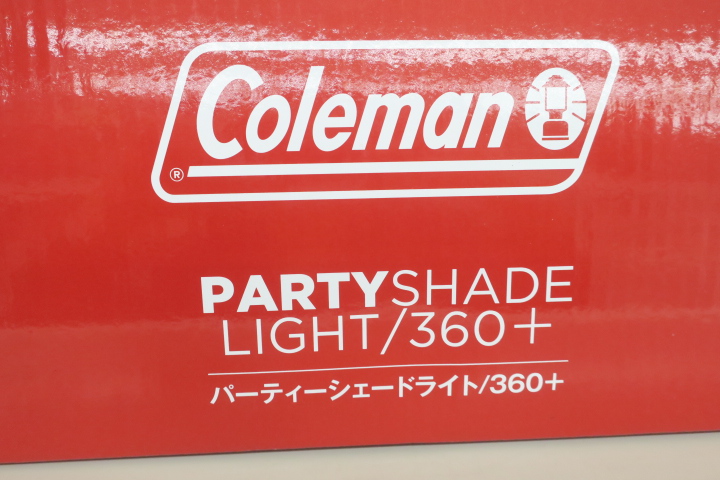 Coleman
®
PARTYSHADE
LIGHT/360+
パーティーシェードライト/360+